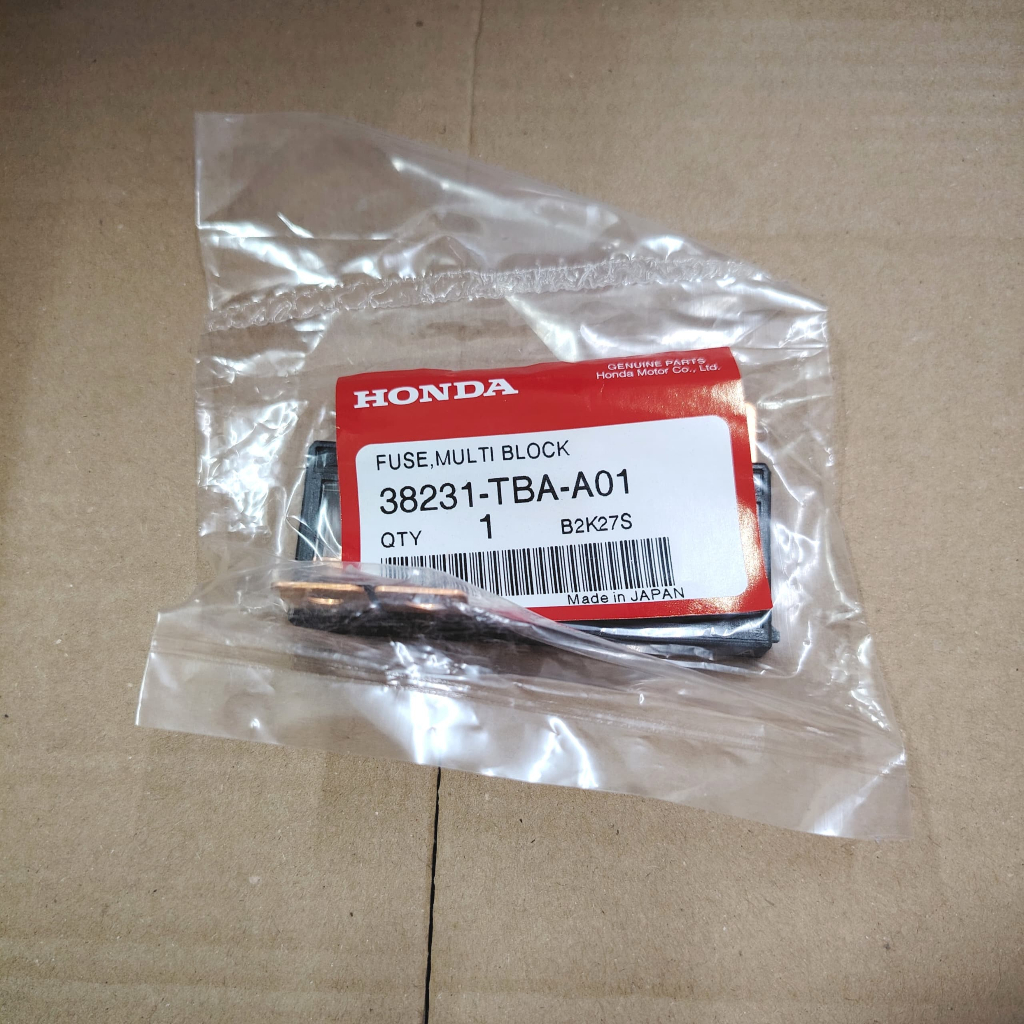 HONDA
GENUINE PARTS
Honda Motor Co., Ltd.
FUSE,MULTI BLOCK
38231-TBA-A01
QTY 1 B2K27S
Made in JAPAN